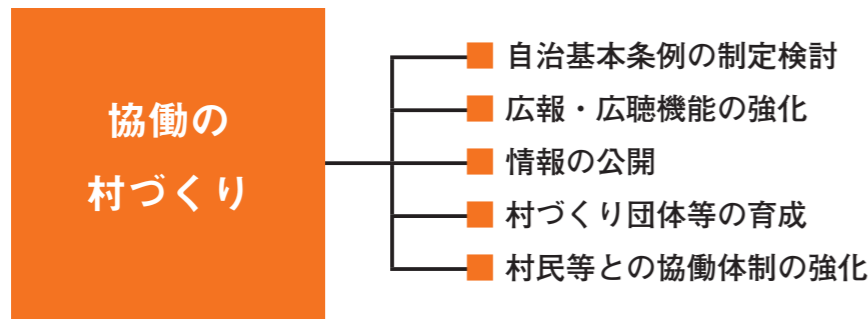 協働の
村づくり
自治基本条例の制定検討
広報・広聴機能の強化
情報の公開
村づくり団体等の育成
村民等との協働体制の強化